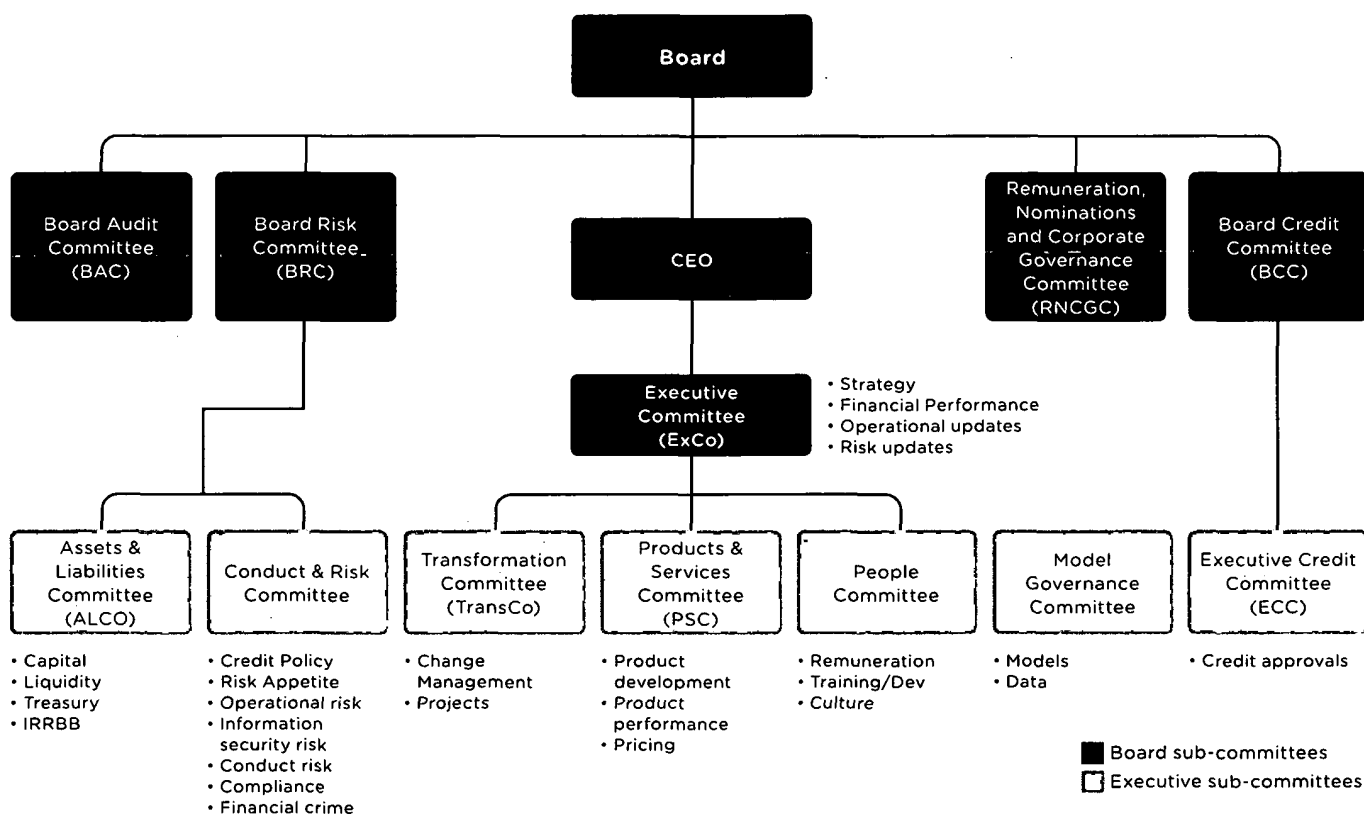 Board
Board Audit
Committee
(BAC)
Board Risk
Committee
(BRC)
CEO
Remuneration,
Nominations
and Corporate
Governance
Committee
(RNCGC)
Board Credit
Committee
(BCC)
Executive
Committee
(ExCo)
• Strategy
• Financial Performance
• Operational updates
• Risk updates
Assets &
Liabilities
Committee
(ALCO)
Conduct & Risk
Committee
Transformation
Committee
(TransCo)
Products &
Services
Committee
(PSC)
People
Committee
Model
Governance
Committee
Executive Credit
Committee
(ECC)
• Capital
• Liquidity
• Treasury
• IRRBB
• Credit Policy
• Risk Appetite
• Operational risk
• Information
security risk
• Conduct risk
• Compliance
• Financial crime
• Change
Management
• Projects
• Product
development
• Product
performance
• Pricing
• Remuneration
• Training/Dev
• Culture
• Models
• Data
• Credit approvals
Board sub-committees
Executive sub-committees